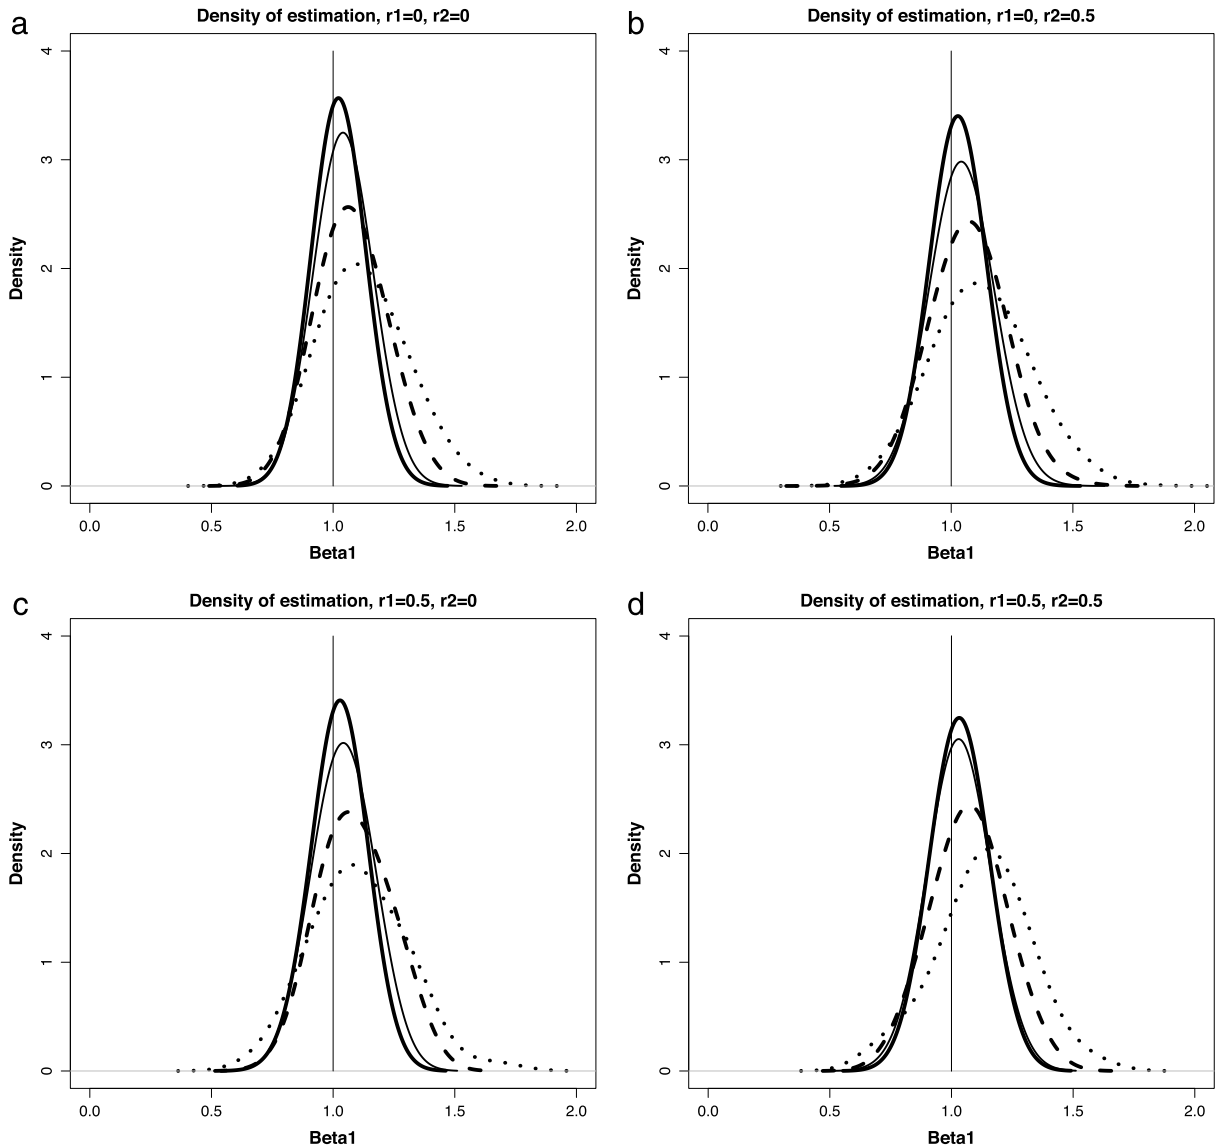 a
Density of estimation, r1=0, r2=0
Density
4
3
2
1
0
0.0 0.5 1.0 1.5 2.0
Beta1
b
Density of estimation, r1=0, r2=0.5
Density
4
3
2
1
0
0.0 0.5 1.0 1.5 2.0
Beta1
c
Density of estimation, r1=0.5, r2=0
Density
4
3
2
1
0
0.0 0.5 1.0 1.5 2.0
Beta1
d
Density of estimation, r1=0.5, r2=0.5
Density
4
3
2
1
0
0.0 0.5 1.0 1.5 2.0
Beta1